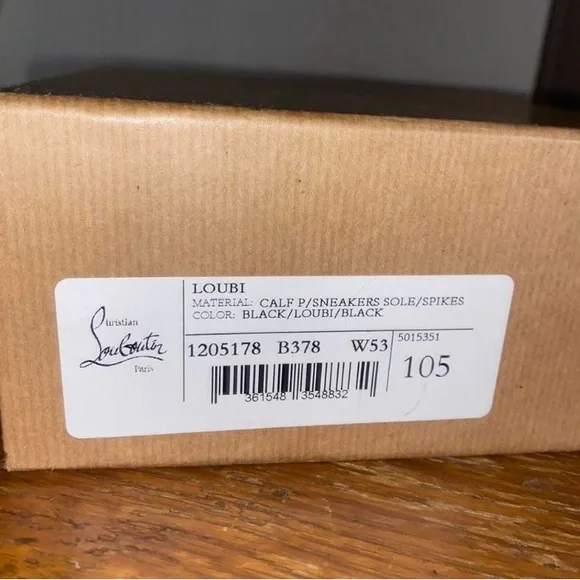 Christian
Louboutin
Paris
LOUBI
MATERIAL: CALF P/SNEAKERS SOLE/SPIKES
COLOR: BLACK/LOUBI/BLACK
1205178 B378 W53
5015351
105
361548 3548832